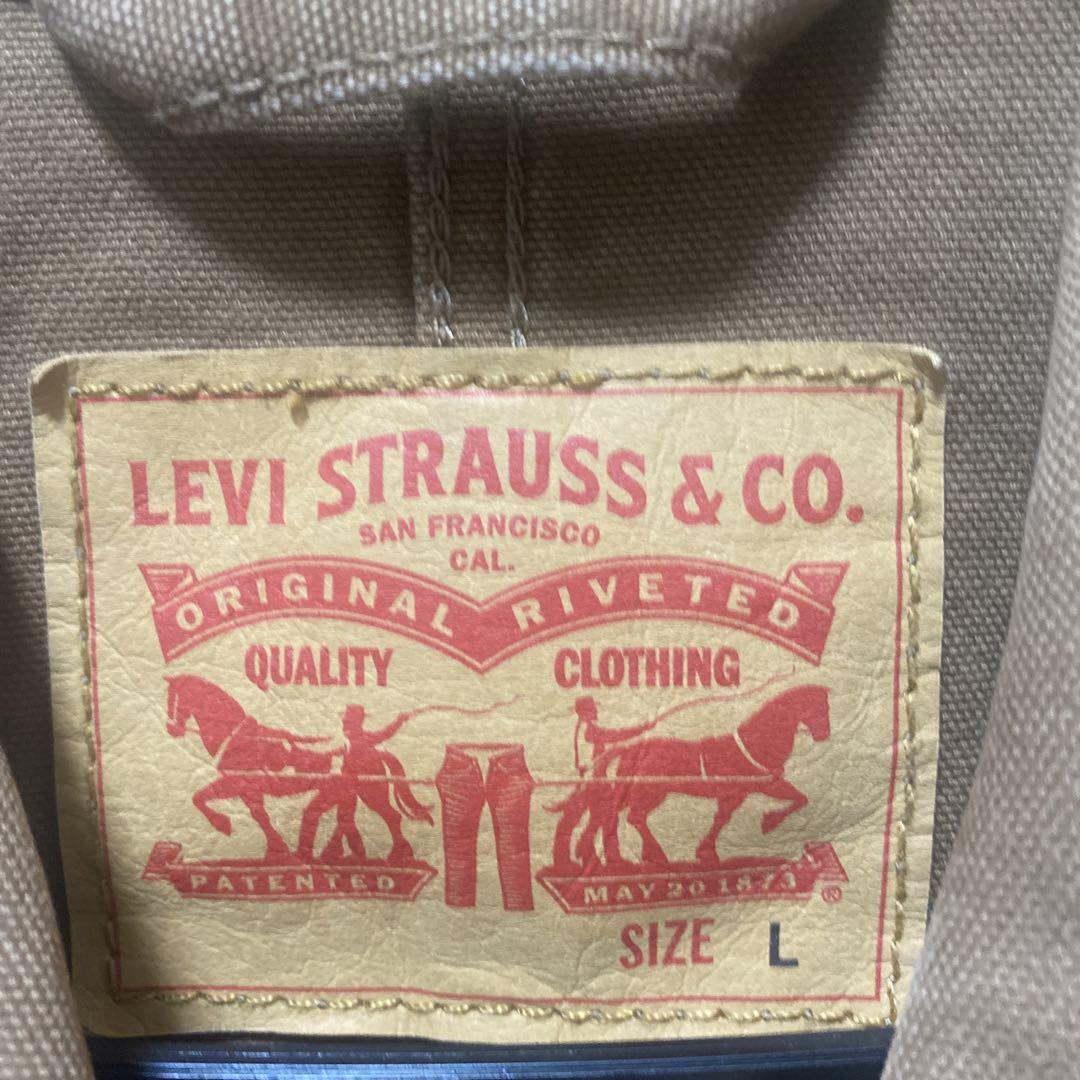 LEVI STRAUSS & CO.
SAN FRANCISCO
CAL.
ORIGINAL RIVETED
QUALITY CLOTHING
PATENTED MAY 20 1873 ®
SIZE L